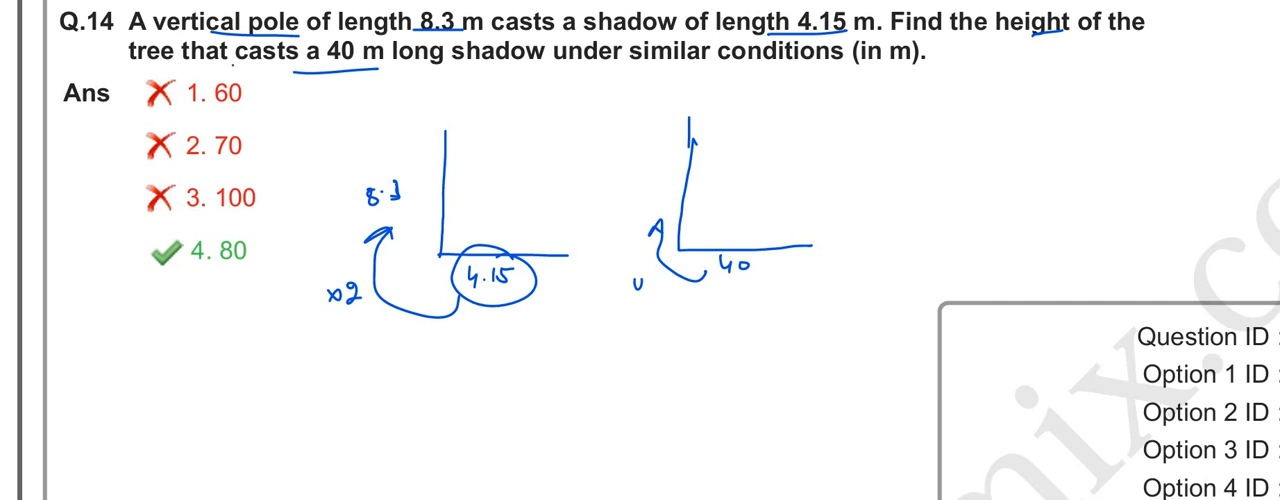 Q.14 A vertical pole of length 8.3 m casts a shadow of length 4.15 m. Find the height of the
tree that casts a 40 m long shadow under similar conditions (in m).
Ans 1. 60
2. 70
3. 100
4. 80
8.3
4.15
×2
40
Question ID :
Option 1 ID :
Option 2 ID :
Option 3 ID :
Option 4 ID :